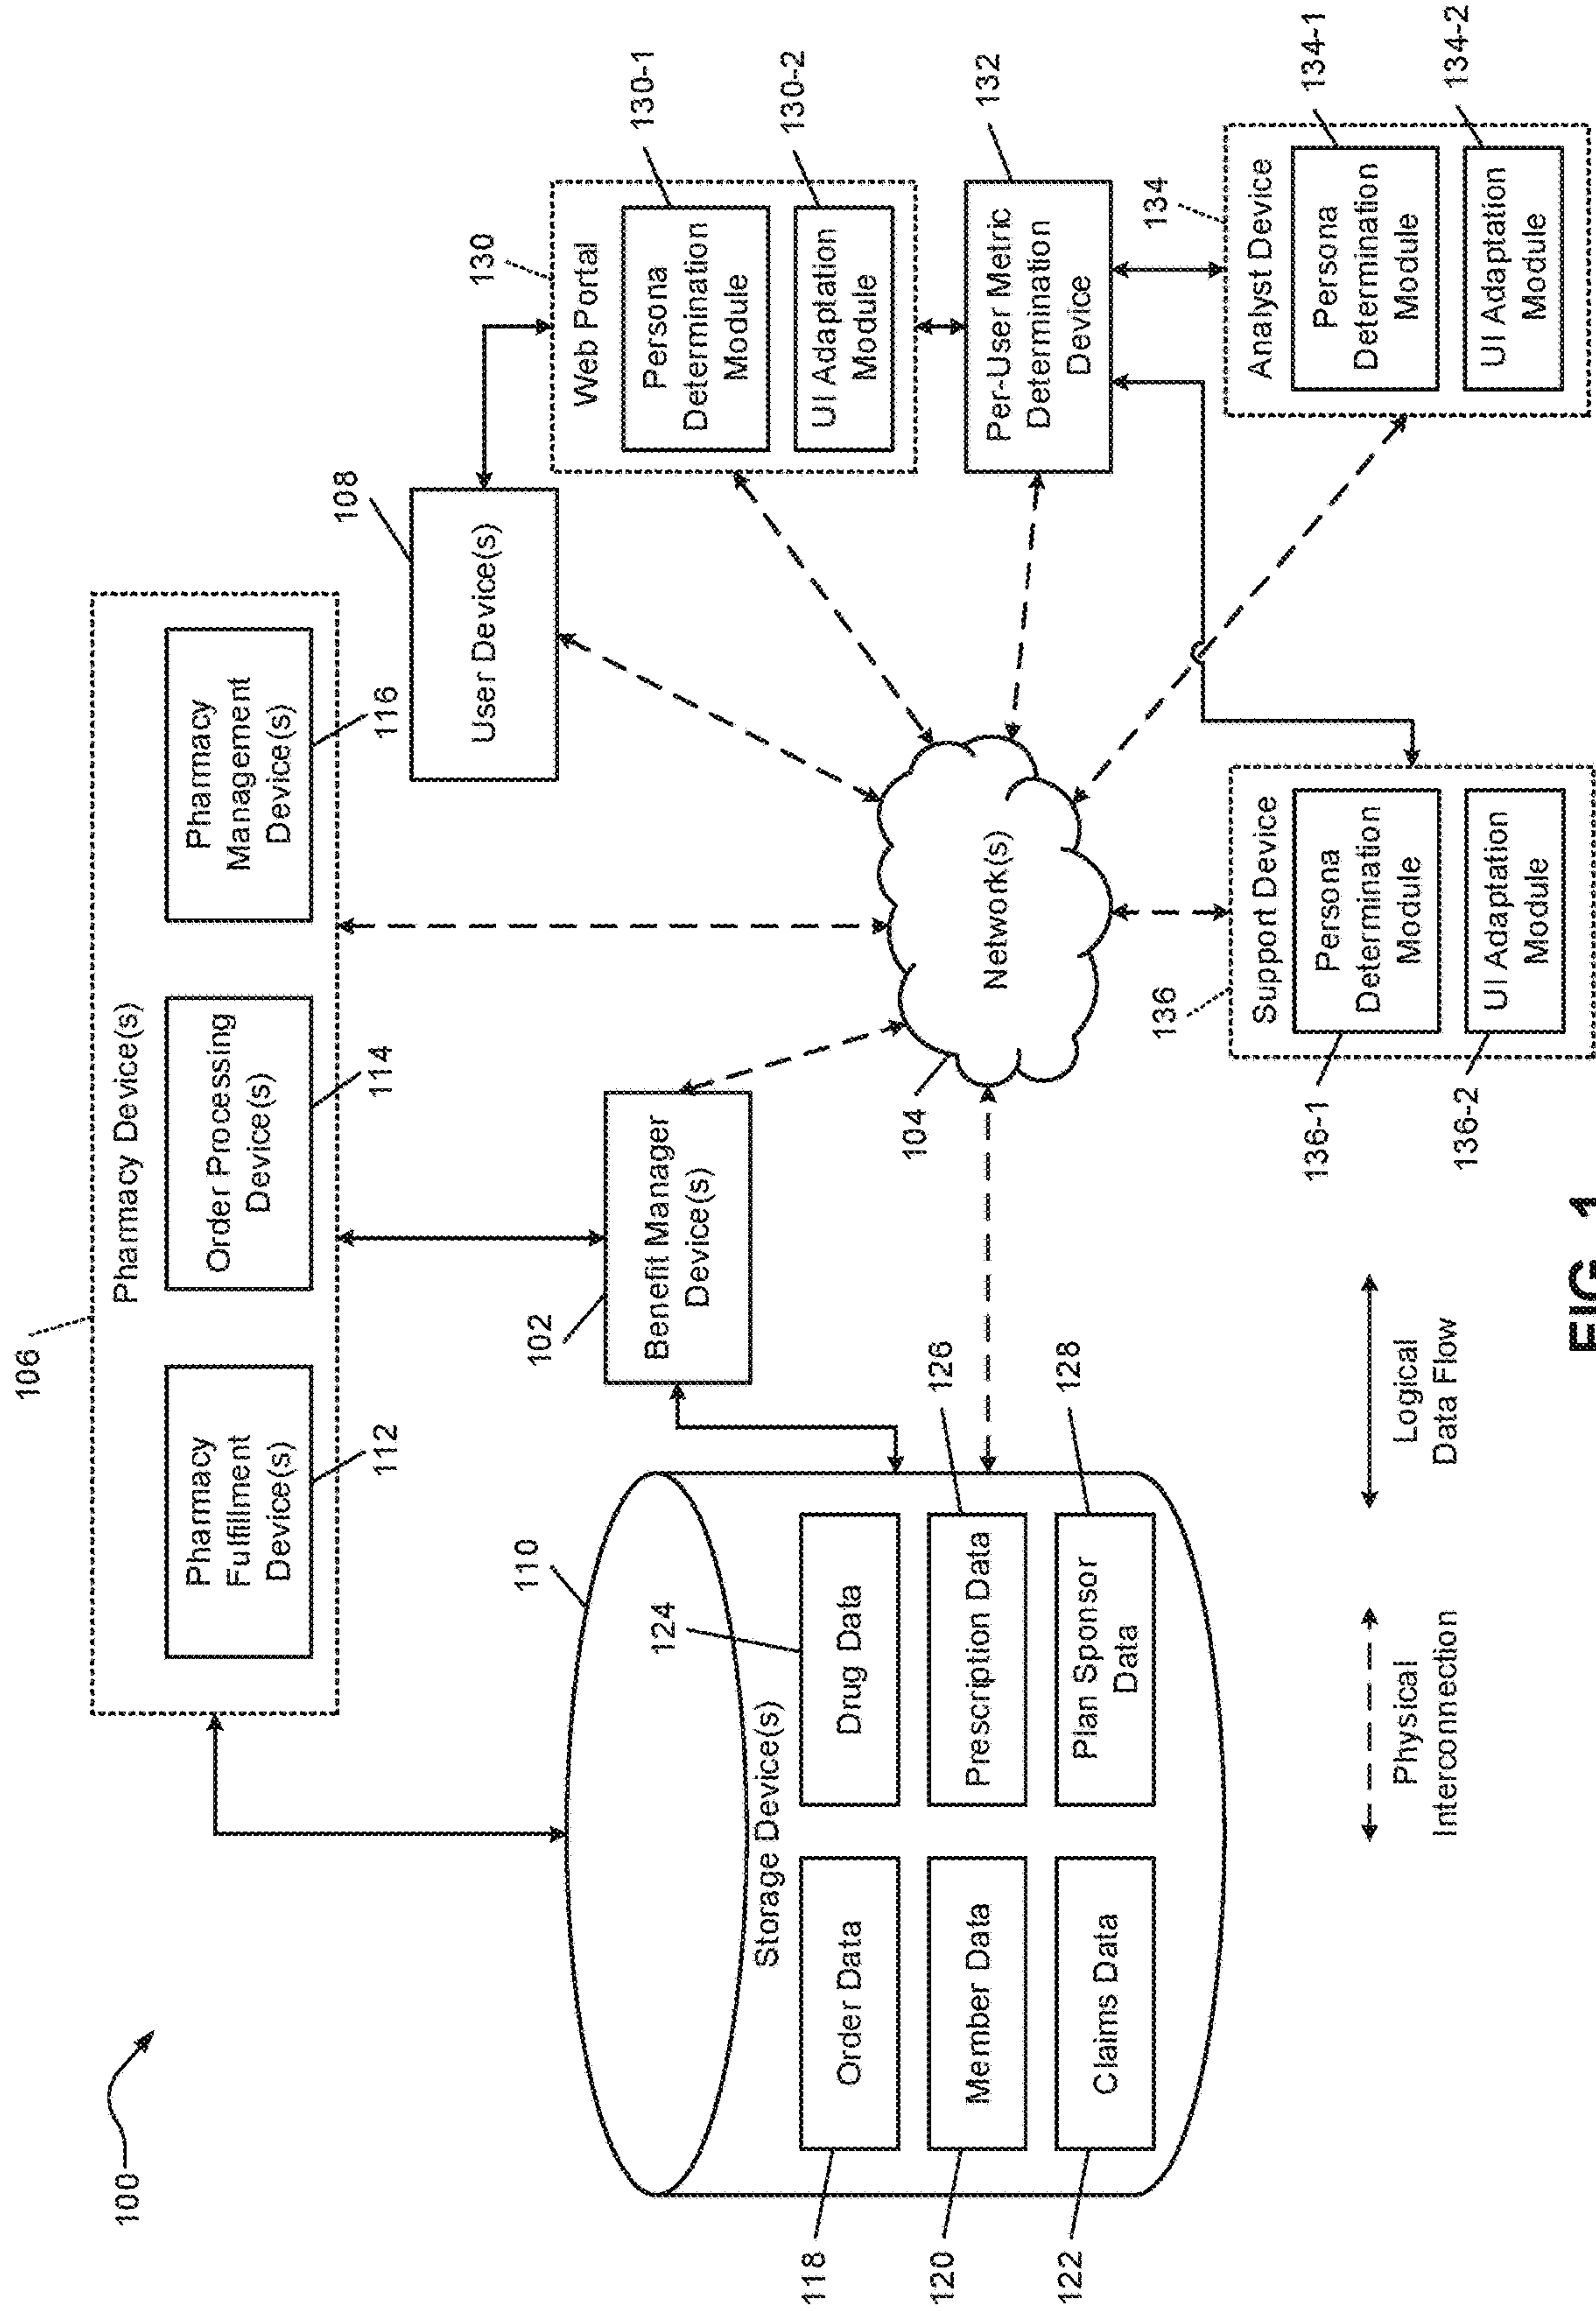 100
106
Pharmacy Device(s)
Pharmacy
Fulfillment
Device(s)
112
Order Processing
Device(s)
114
Pharmacy
Management
Device(s)
116
108
User Device(s)
102
Benefit Manager
Device(s)
110
Storage Device(s)
124
Order Data
118
Drug Data
Member Data
120
Prescription Data
126
Claims Data
122
Plan Sponsor
Data
128
104
Network(s)
130
Web Portal
Persona
Determination
Module
130-1
UI Adaptation
Module
130-2
Per-User Metric
Determination
Device
132
134
Analyst Device
Persona
Determination
Module
134-1
UI Adaptation
Module
134-2
136
Support Device
Persona
Determination
Module
136-1
UI Adaptation
Module
136-2
Physical
Interconnection
Logical
Data Flow
FIG. 1